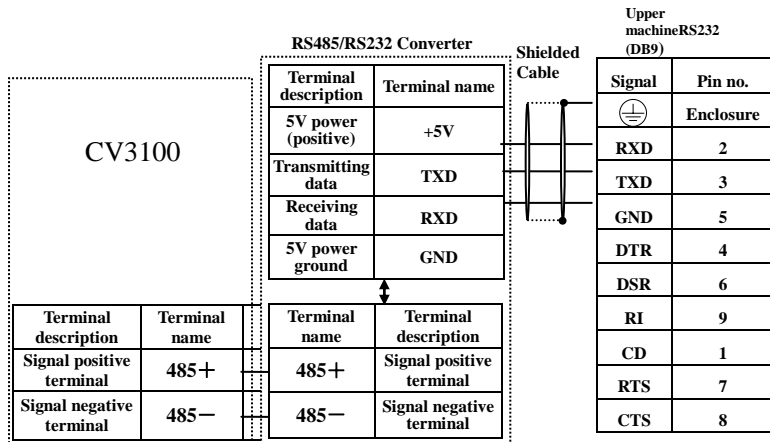 Upper
machineRS232
(DB9)
RS485/RS232 Converter
Shielded
Cable
CV3100
Terminal
description
Terminal name
5V power
(positive)
+5V
Transmitting
data
TXD
Receiving
data
RXD
5V power
ground
GND
Signal
Pin no.
Enclosure
RXD
2
TXD
3
GND
5
DTR
4
DSR
6
RI
9
CD
1
RTS
7
CTS
8
Terminal
description
Terminal
name
Signal positive
terminal
485+
Signal negative
terminal
485−
Terminal
name
Terminal
description
485+
Signal positive
terminal
485−
Signal negative
terminal